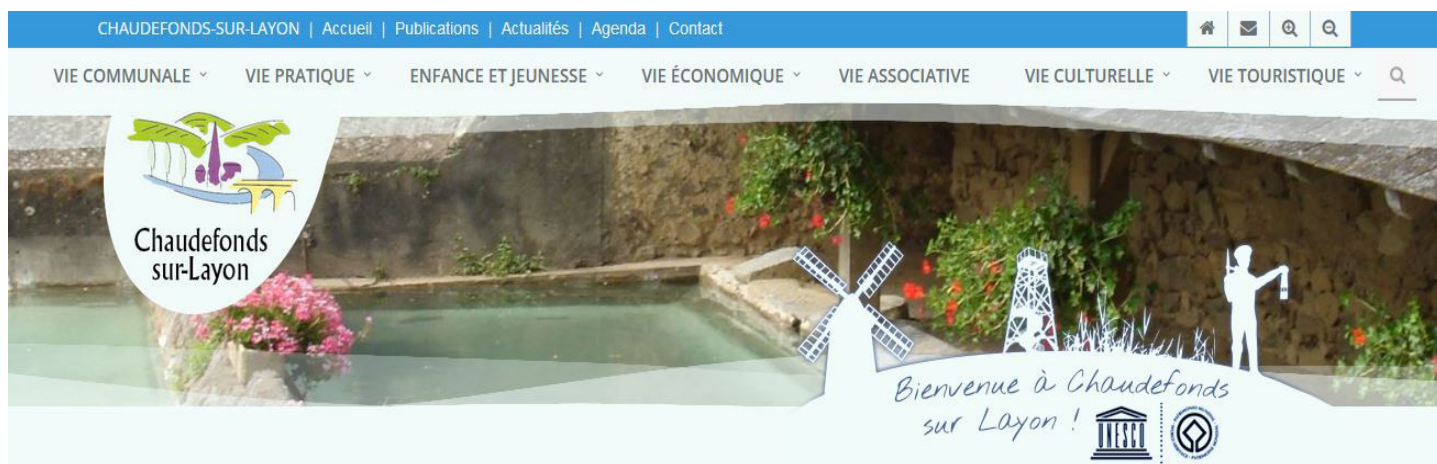 CHAUDEFONDS-SUR-LAYON | Accueil | Publications | Actualités | Agenda | Contact
VIE COMMUNALE VIE PRATIQUE ENFANCE ET JEUNESSE VIE ÉCONOMIQUE VIE ASSOCIATIVE VIE CULTURELLE VIE TOURISTIQUE
Chaudefonds
sur-Layon
Bienvenue à Chaudefonds
sur Layon !
UNESCO